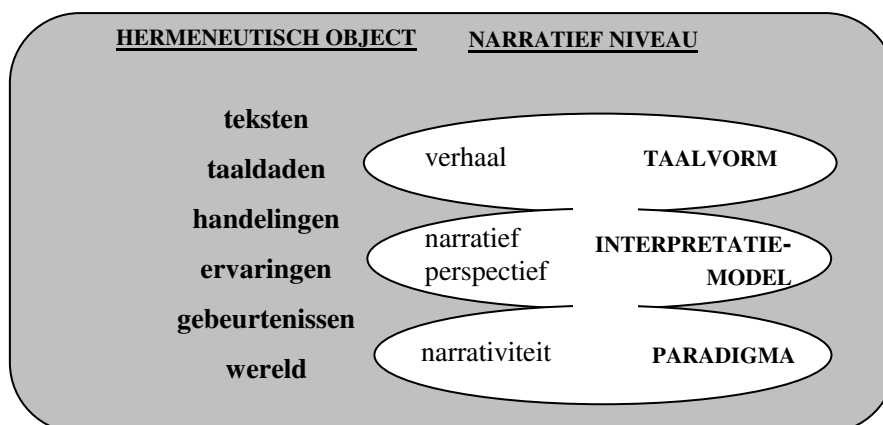 HERMENEUTISCH OBJECT NARRATIEF NIVEAU
teksten
taaldaden
handelingen
ervaringen
gebeurtenissen
wereld
verhaal TAALVORM
narratief INTERPRETATIE-
perspectief MODEL
narrativiteit PARADIGMA